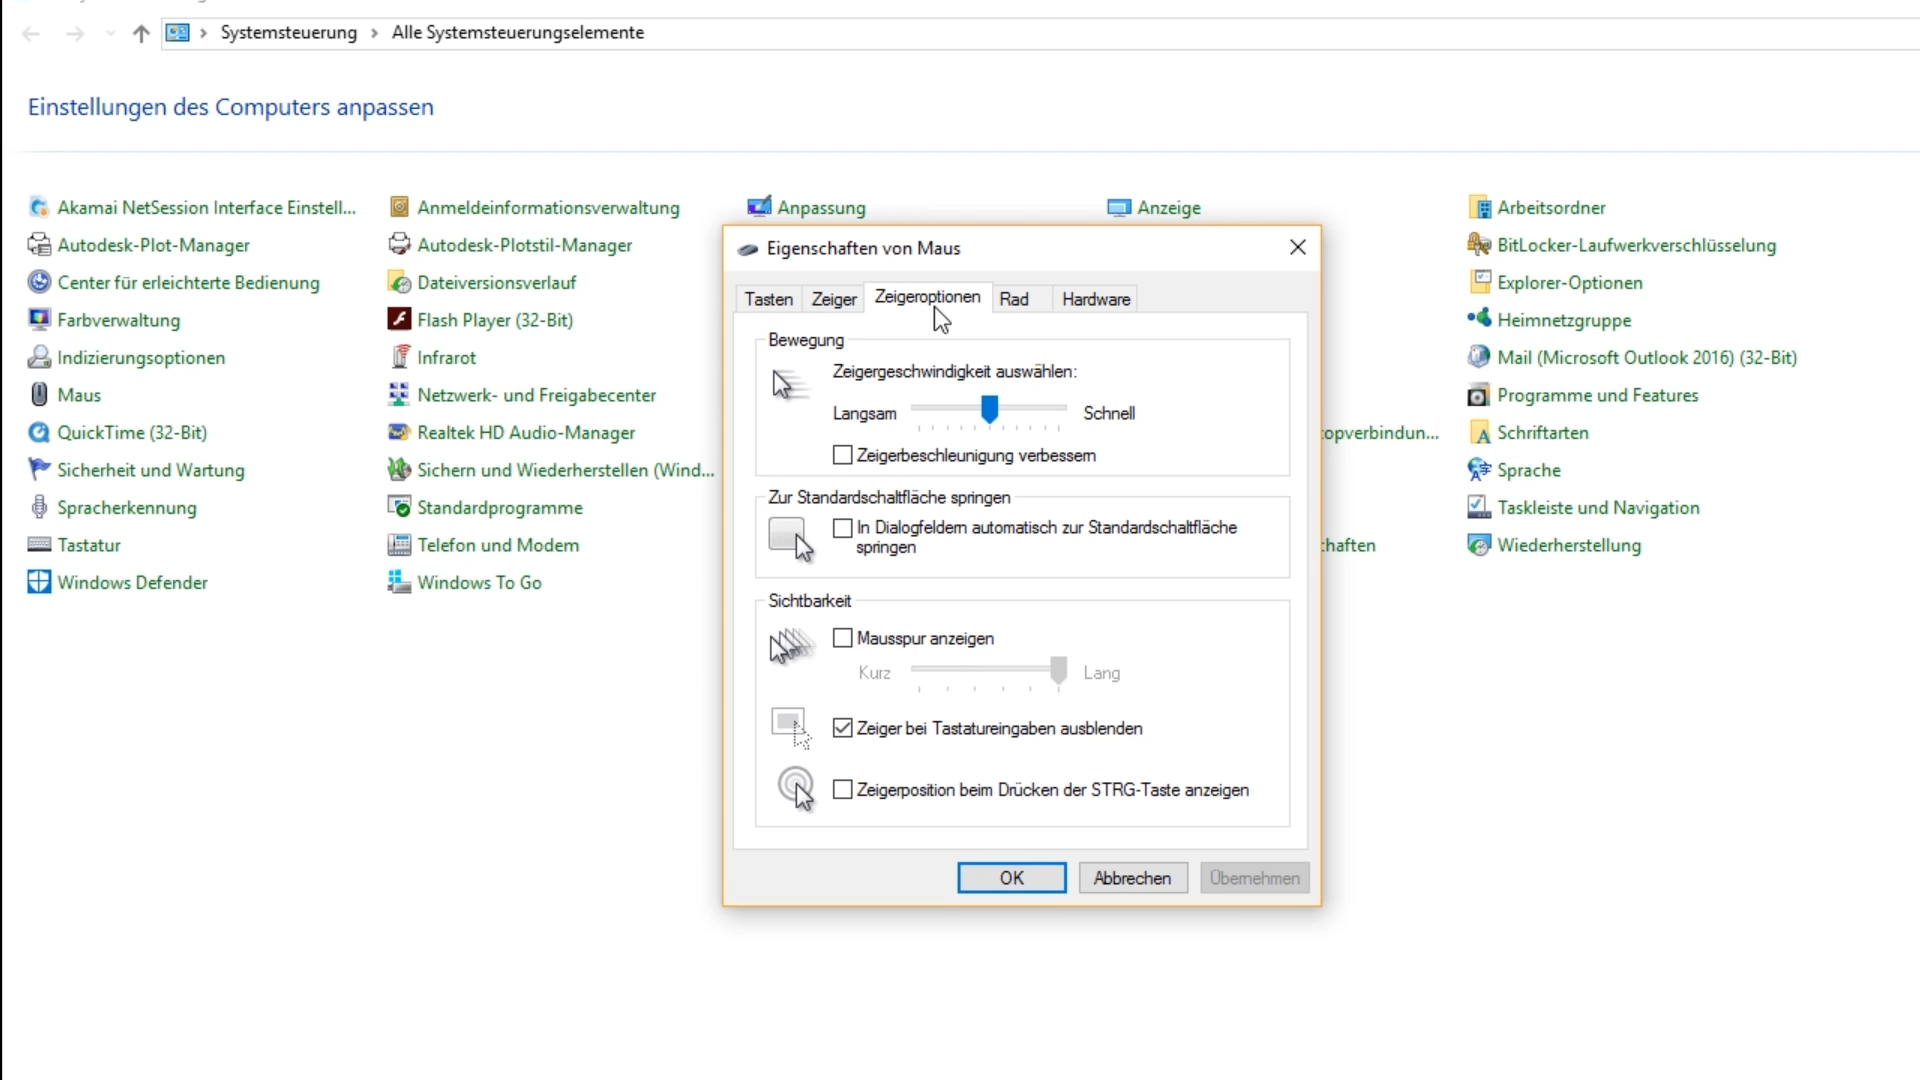 Systemsteuerung
Alle Systemsteuerungselemente
Einstellungen des Computers anpassen
Akamai NetSession Interface Einstell...
Anmeldeinformationsverwaltung
Anpassung
Anzeige
Arbeitsordner
Autodesk-Plot-Manager
Autodesk-Plotstil-Manager
BitLocker-Laufwerkverschlüsselung
Center für erleichterte Bedienung
Dateiversionsverlauf
Explorer-Optionen
Farbverwaltung
Flash Player (32-Bit)
Heimnetzgruppe
Indizierungsoptionen
Infrarot
Mail (Microsoft Outlook 2016) (32-Bit)
Maus
Netzwerk- und Freigabecenter
Programme und Features
QuickTime (32-Bit)
Realtek HD Audio-Manager
topverbindun...
Schriftarten
Sicherheit und Wartung
Sichern und Wiederherstellen (Wind...
Sprache
Spracherkennung
Standardprogramme
Taskleiste und Navigation
Tastatur
Telefon und Modem
chaften
Wiederherstellung
Windows Defender
Windows To Go
Eigenschaften von Maus
Tasten
Zeiger
Zeigeroptionen
Rad
Hardware
Bewegung
Zeigergeschwindigkeit auswählen:
Langsam
Schnell
Zeigerbeschleunigung verbessern
Zur Standardschaltfläche springen
In Dialogfeldern automatisch zur Standardschaltfläche
springen
Sichtbarkeit
Mausspur anzeigen
Kurz
Lang
Zeiger bei Tastatureingaben ausblenden
Zeigerposition beim Drücken der STRG-Taste anzeigen
OK
Abbrechen
Übernehmen